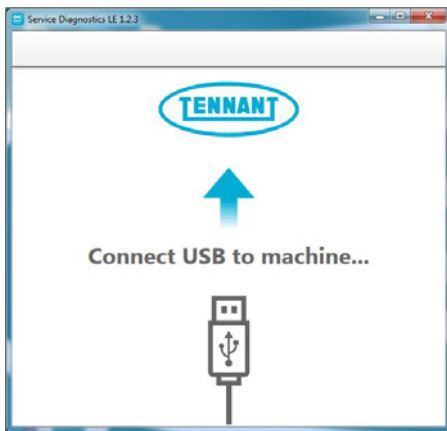 Service Diagnostics LE 1.2.3
TENNANT
Connect USB to machine...